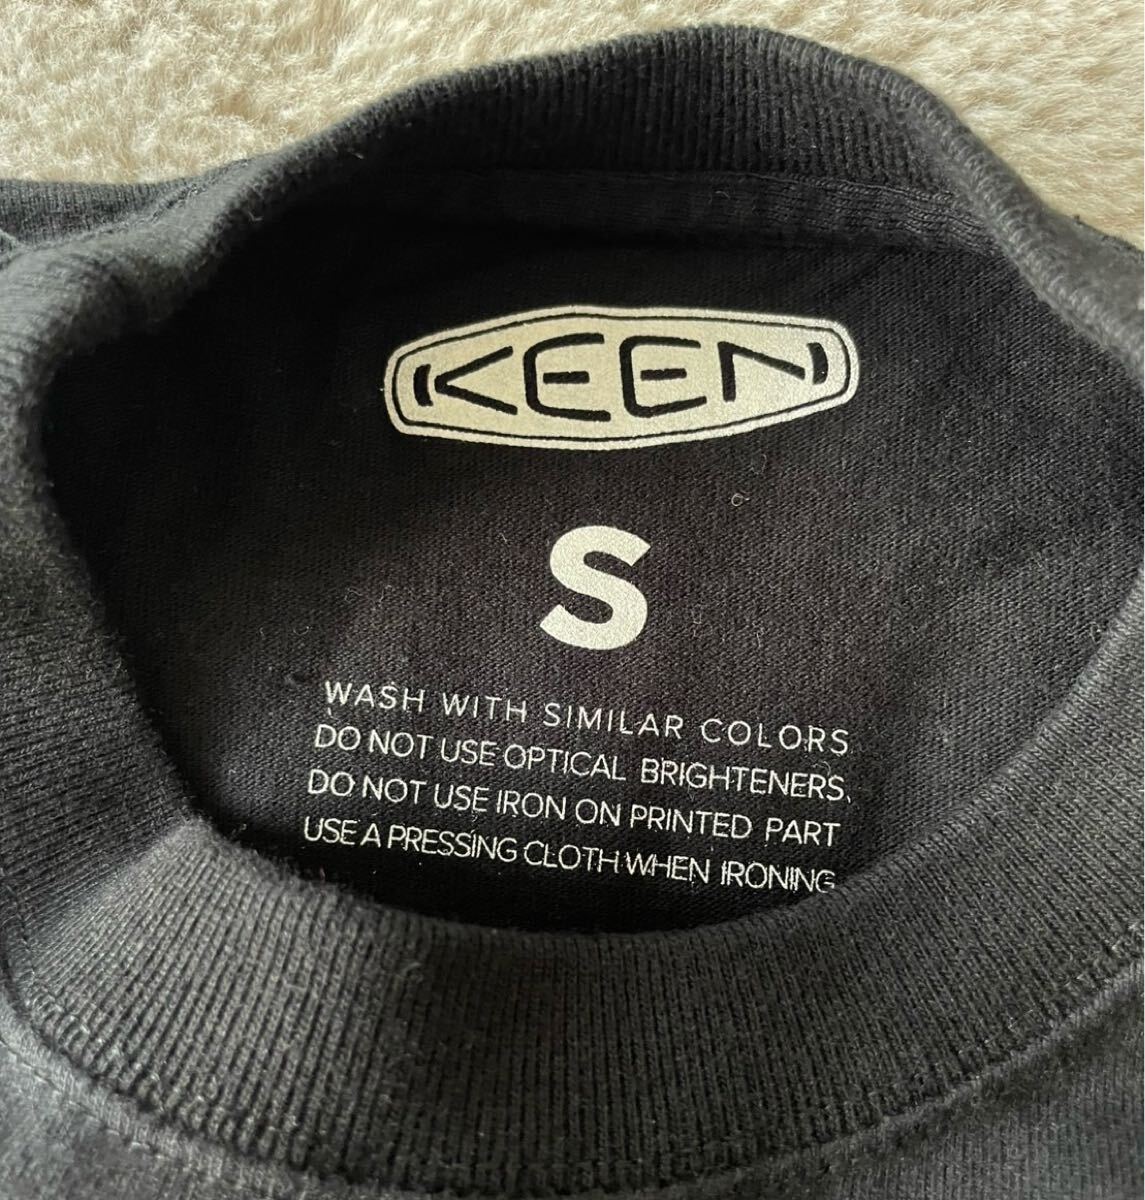 KEEN
S
WASH WITH SIMILAR COLORS
DO NOT USE OPTICAL BRIGHTENERS.
DO NOT USE IRON ON PRINTED PART
USE A PRESSING CLOTH WHEN IRONING